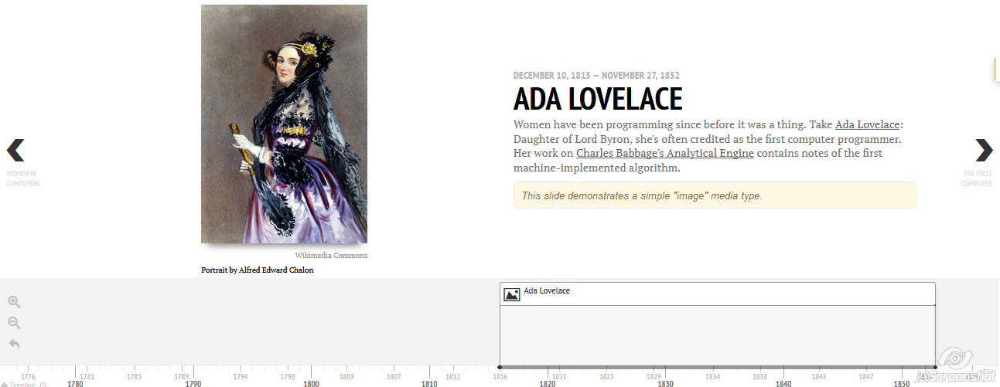 DECEMBER 10, 1815 — NOVEMBER 27, 1852
ADA LOVELACE
Women have been programming since before it was a thing. Take Ada Lovelace:
Daughter of Lord Byron, she's often credited as the first computer programmer.
Her work on Charles Babbage's Analytical Engine contains notes of the first
machine-implemented algorithm.
This slide demonstrates a simple "image" media type.
WOMEN IN
COMPUTING
THE FIRST
COMPUTER
Wikimedia Commons
Portrait by Alfred Edward Chalon
Ada Lovelace
1776 1781 1785 1789 1794 1798 1803 1807 1812 1816 1821 1825 1829 1834 1838 1843 1847
1780 1790 1800 1810 1820 1830 1840 1850
Timeline JS
jetScreenshot